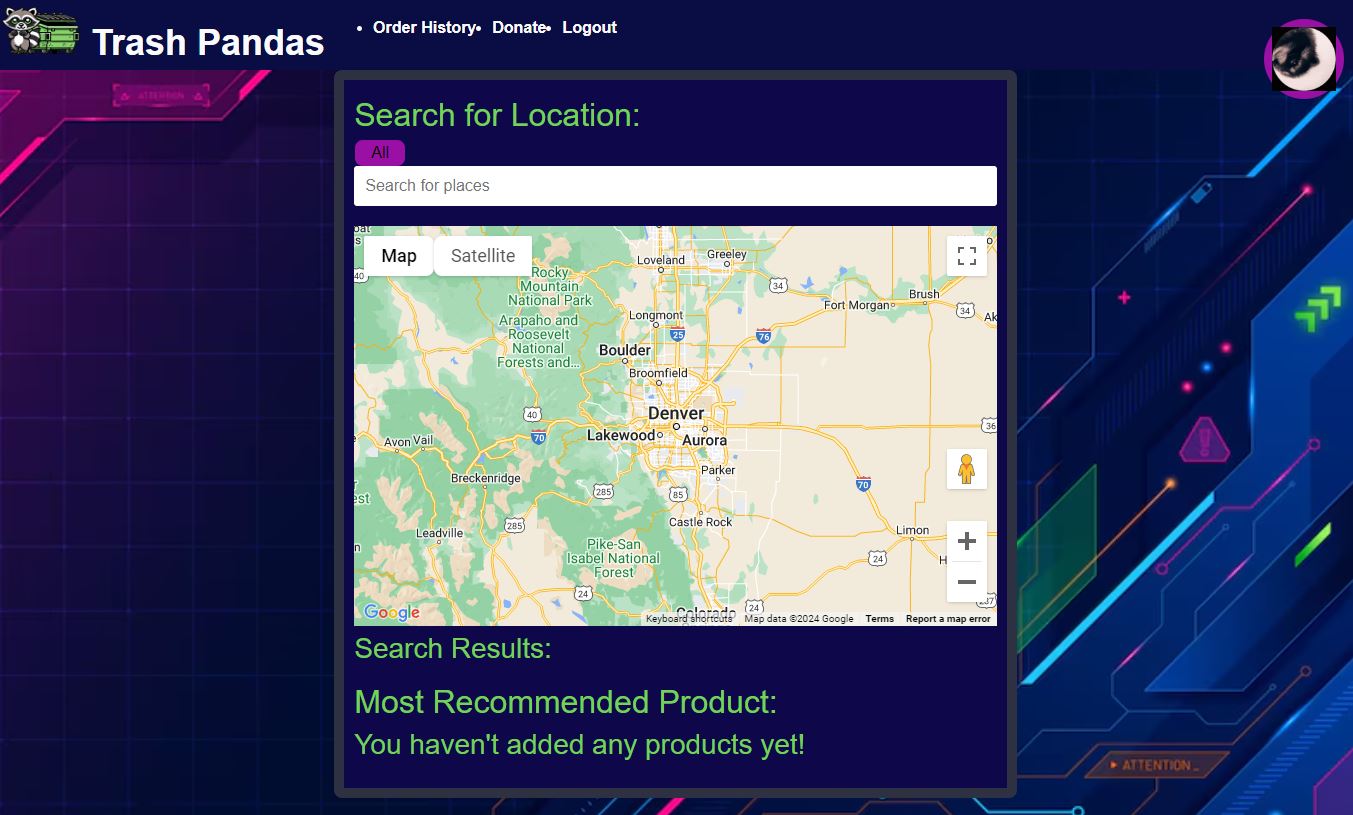 Trash Pandas
Order History
Donate
Logout
ATTENTION
Search for Location:
All
Search for places
Map
Satellite
Loveland
Greeley
40
Rocky
Mountain
National Park
34
Brush
Fort Morgan
34
Arapaho and
Roosevelt
National
Forests and...
Longmont
25
76
Boulder
Broomfield
40
Denver
36
70
Lakewood
Aurora
Avon
Vail
Parker
Breckenridge
285
85
70
Castle Rock
285
Leadville
Limon
Pike-San
Isabel National
Forest
24
24
24
Colorado
Google
Keyboard shortcuts
Map data ©2024 Google
Terms
Report a map error
Search Results:
Most Recommended Product:
You haven't added any products yet!
ATTENTION